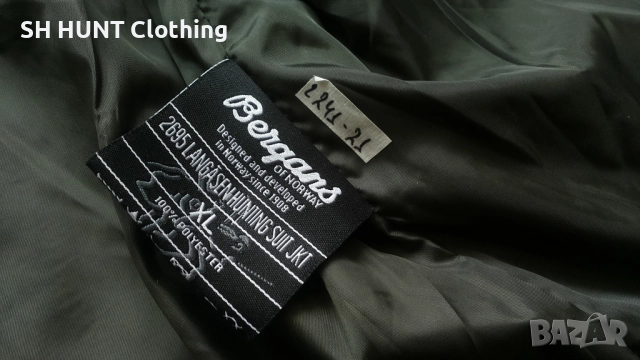 SH HUNT Clothing
Bergans
OF NORWAY
Designed and developed
in Norway since 1908
2695 LANGÅSEN HUNTING SUIT JKT
XL
100% POLYESTER
2241-21
BAZAR